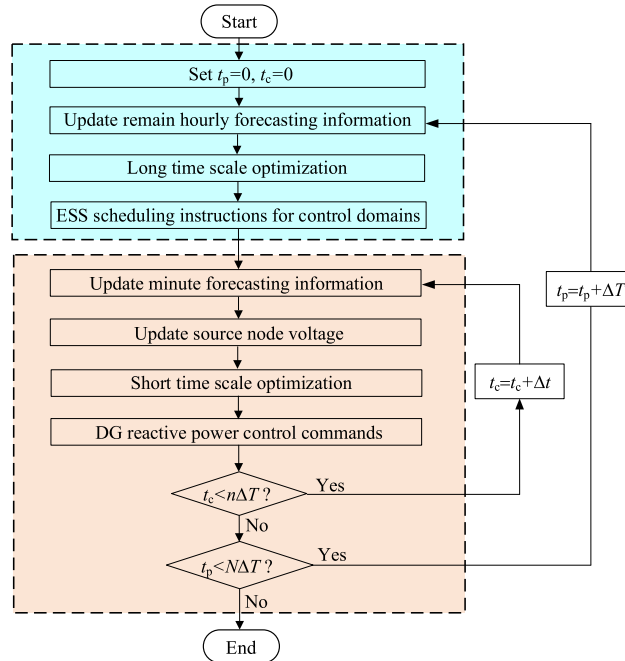 Start
Set tp=0, tc=0
Update remain hourly forecasting information
Long time scale optimization
ESS scheduling instructions for control domains
Update minute forecasting information
tp=tp+ΔT
Update source node voltage
Short time scale optimization
tc=tc+Δt
DG reactive power control commands
tc<nΔT?
Yes
No
tp<NΔT?
Yes
No
End